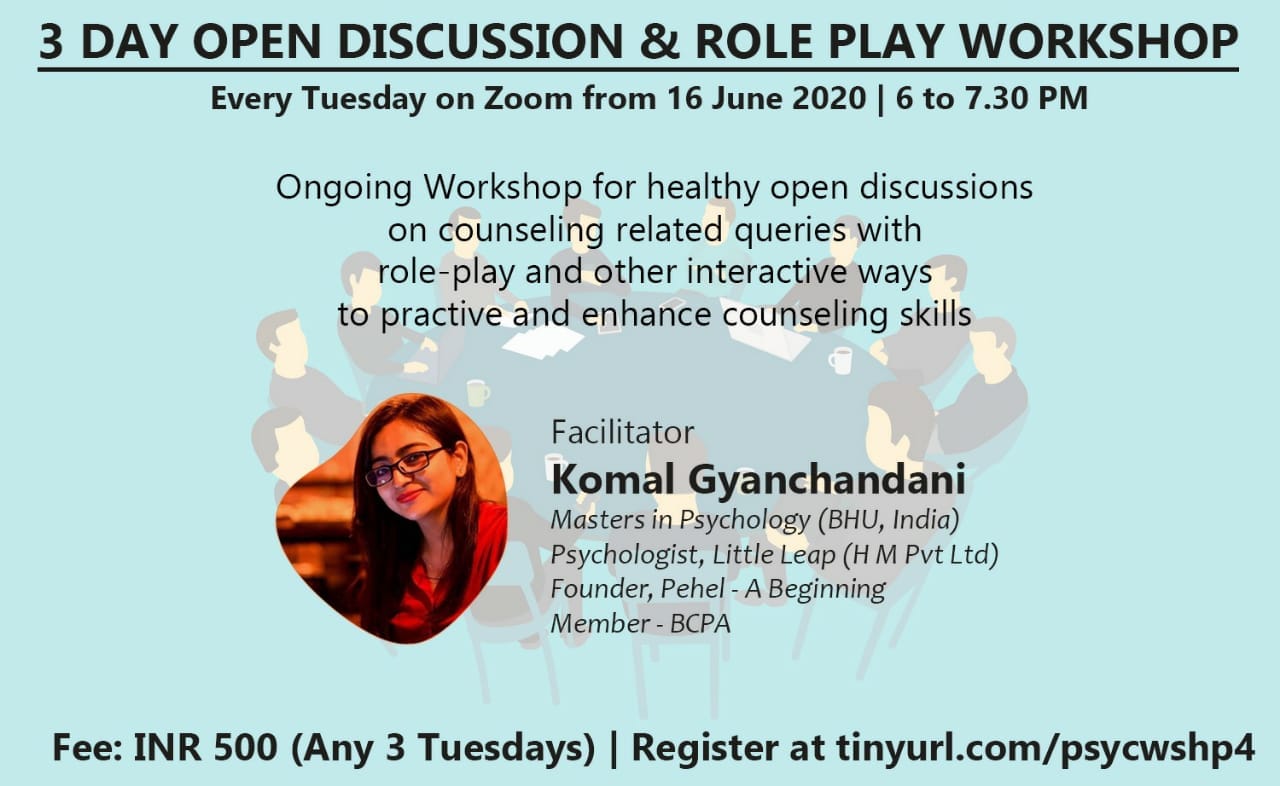 3 DAY OPEN DISCUSSION & ROLE PLAY WORKSHOP
Every Tuesday on Zoom from 16 June 2020 | 6 to 7.30 PM
Ongoing Workshop for healthy open discussions
on counseling related queries with
role-play and other interactive ways
to practive and enhance counseling skills
Facilitator
Komal Gyanchandani
Masters in Psychology (BHU, India)
Psychologist, Little Leap (H M Pvt Ltd)
Founder, Pehel - A Beginning
Member - BCPA
Fee: INR 500 (Any 3 Tuesdays) | Register at tinyurl.com/psycwshp4